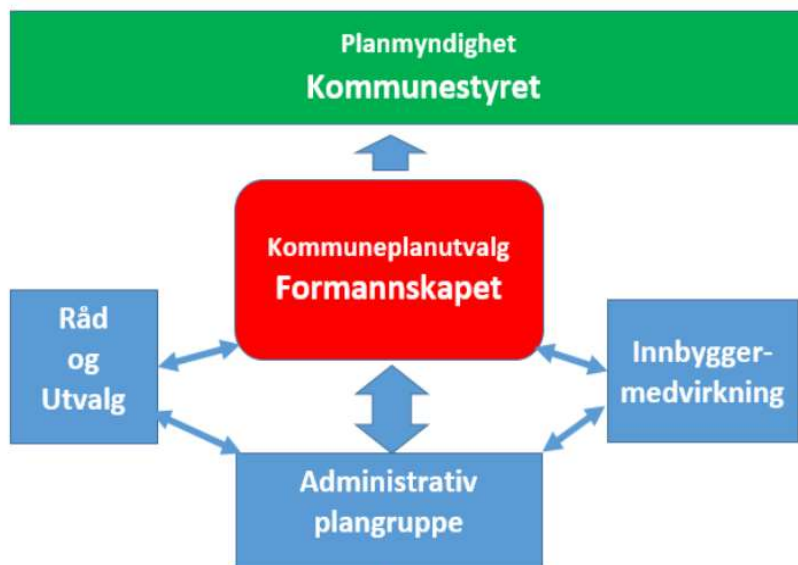 Planmyndighet
Kommunestyret
Kommuneplanutvalg
Formannskapet
Råd
og
Utvalg
Innbygger-
medvirkning
Administrativ
plangruppe